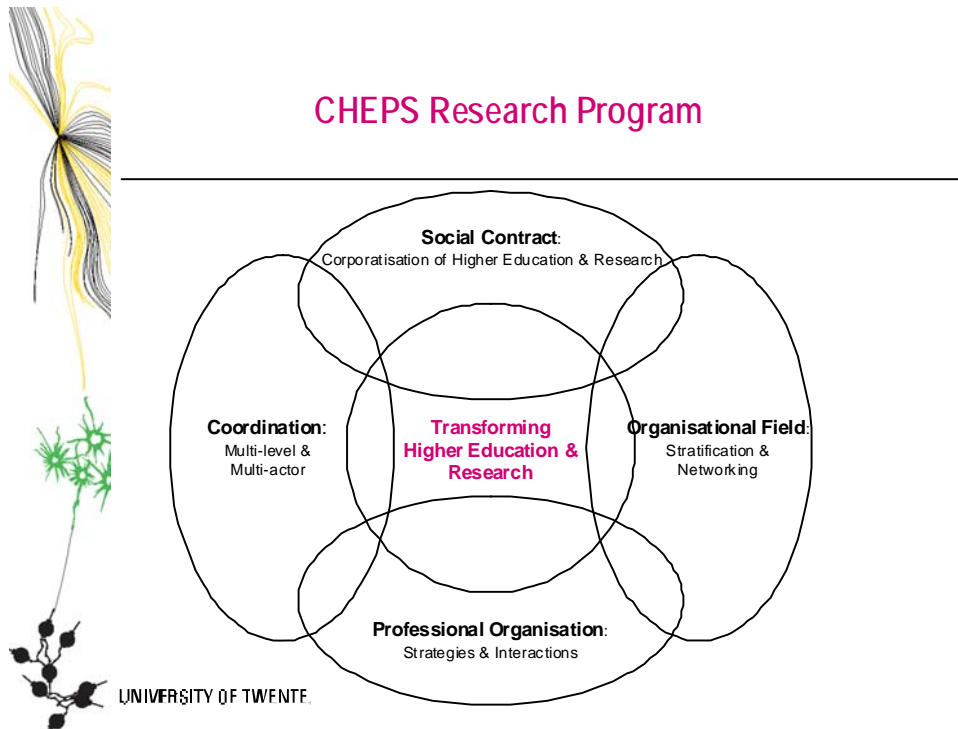 CHEPS Research Program
Social Contract:
Corporatisation of Higher Education & Research
Coordination:
Multi-level &
Multi-actor
Transforming
Higher Education &
Research
Organisational Field:
Stratification &
Networking
Professional Organisation:
Strategies & Interactions
UNIVERSITY OF TWENTE.